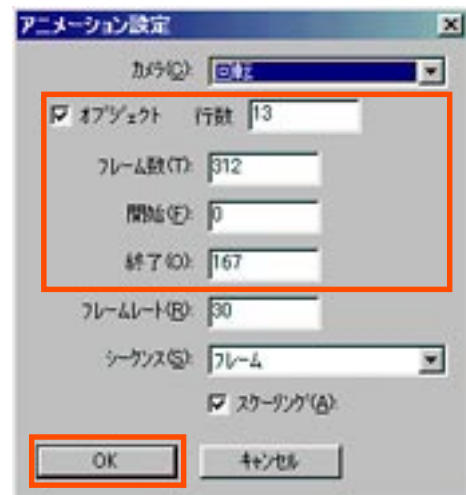 アニメーション設定
カメラ(C): 回転
オブジェクト 行数 13
フレーム数(T): 312
開始(F): 0
終了(O): 167
フレームレート(R): 30
シーケンス(S): フレーム
スケーリング(A):
OK キャンセル